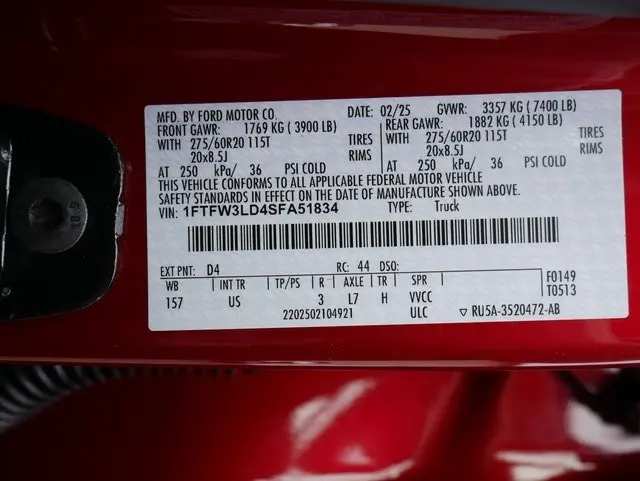 MFD. BY FORD MOTOR CO. DATE: 02/25 GVWR: 3357 KG ( 7400 LB)
FRONT GAWR: 1769 KG ( 3900 LB) REAR GAWR: 1882 KG ( 4150 LB)
WITH 275/60R20 115T TIRES WITH 275/60R20 115T TIRES
20x8.5J RIMS 20x8.5J RIMS
AT 250 kPa/ 36 PSI COLD AT 250 kPa/ 36 PSI COLD
THIS VEHICLE CONFORMS TO ALL APPLICABLE FEDERAL MOTOR VEHICLE
SAFETY STANDARDS IN EFFECT ON THE DATE OF MANUFACTURE SHOWN ABOVE.
VIN: 1FTFW3LD4SFA51834 TYPE: Truck
EXT PNT: D4 RC: 44 DSO:
WB INT TR TP/PS R AXLE TR SPR F0149
157 US 3 L7 H VVCC T0513
2202502104921 ULC ▽ RU5A-3520472-AB